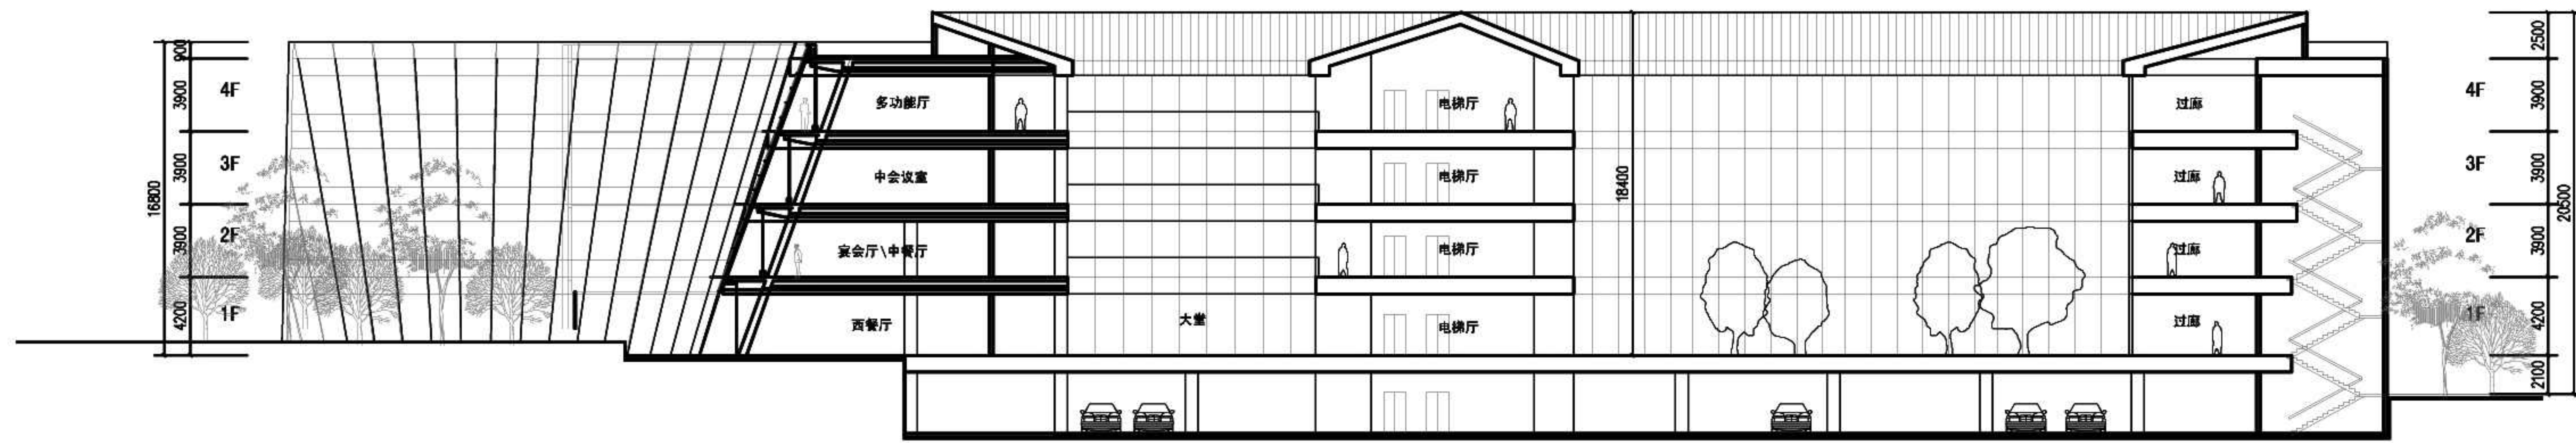 900
3900
3900
3900
4200
16800
4F
3F
2F
1F
多功能厅
中会议室
宴会厅\中餐厅
西餐厅
大堂
电梯厅
电梯厅
电梯厅
电梯厅
18400
过廊
过廊
过廊
过廊
4F
3F
2F
1F
2500
3900
3900
3900
4200
2100
20500